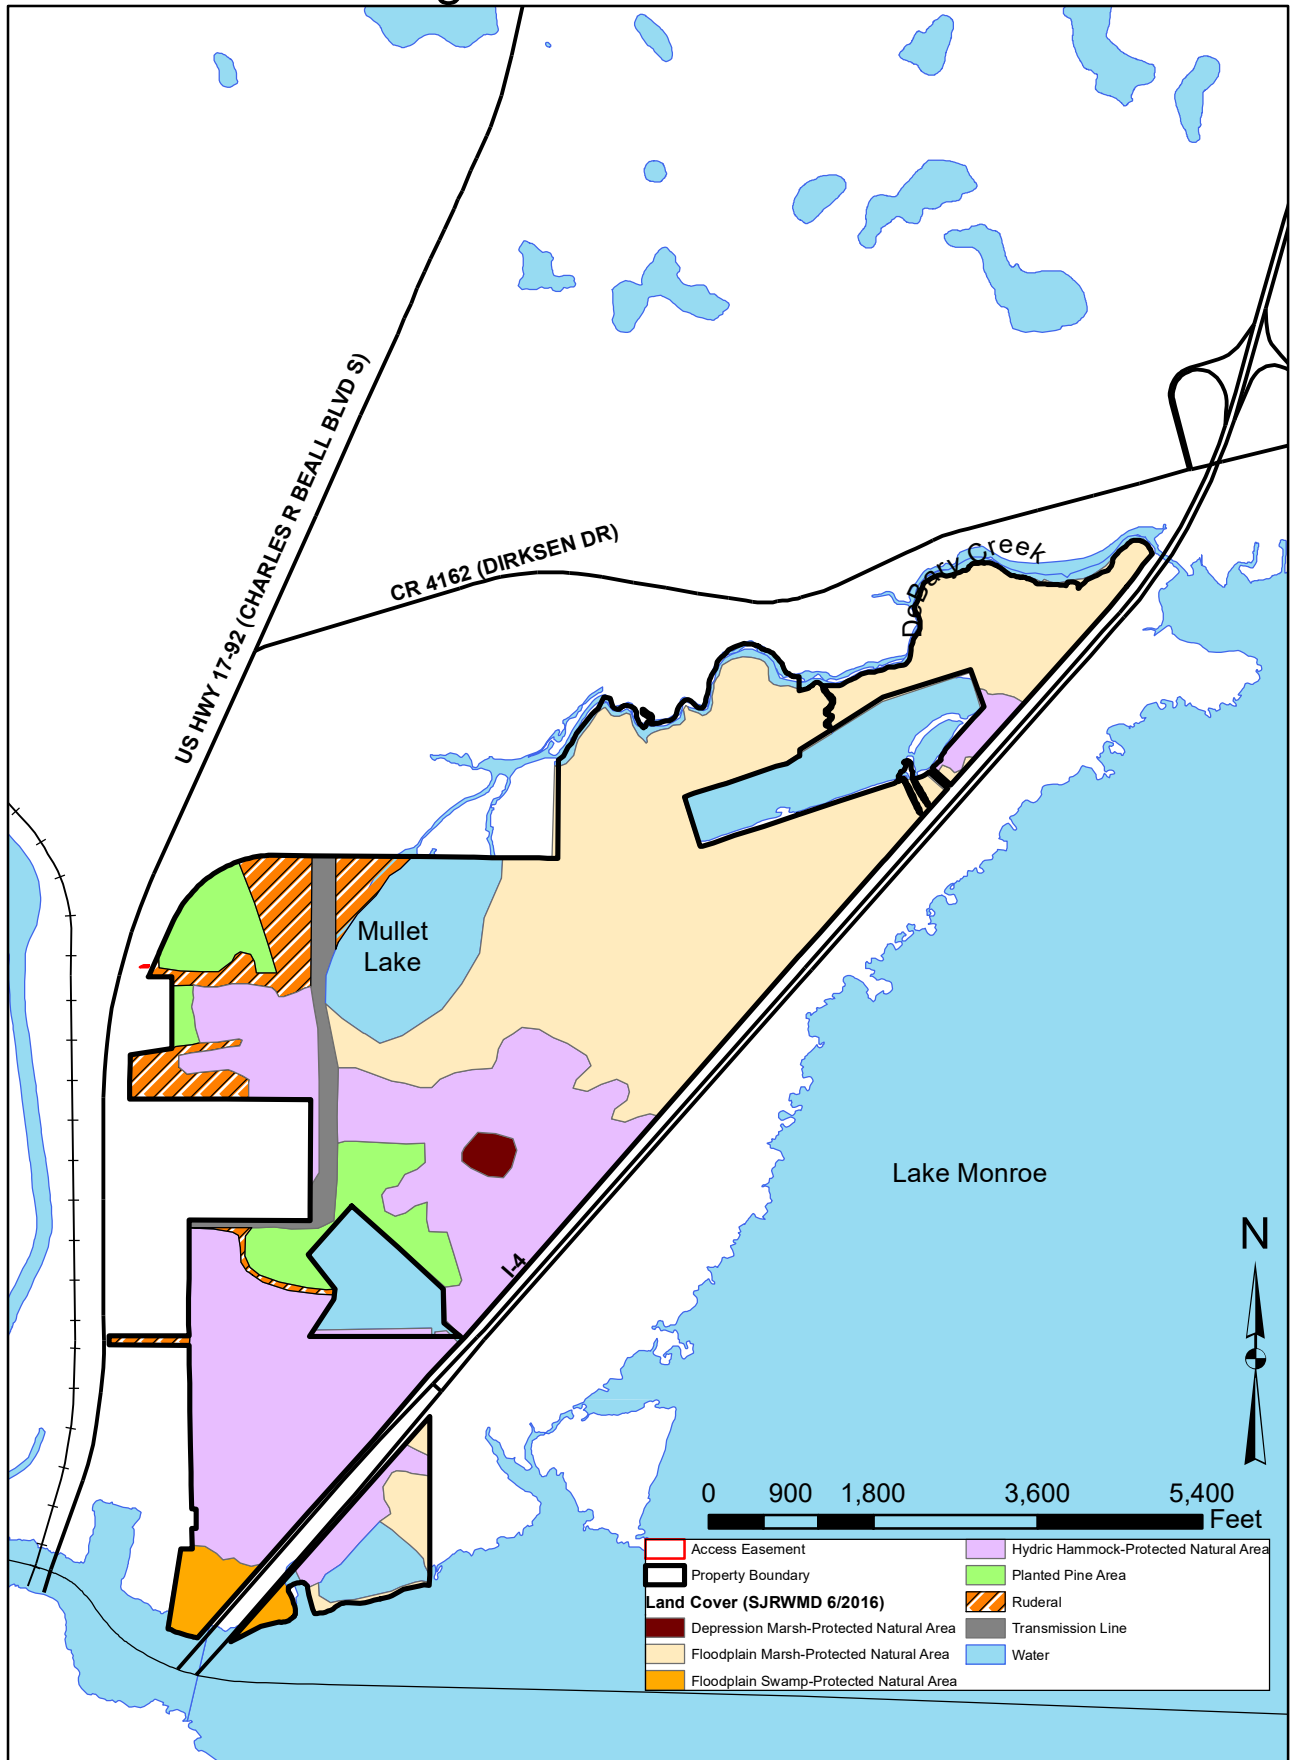 US HWY 17-92 (CHARLES R BEALL BLVD S)
CR 4162 (DIRKSEN DR)
DeBary Creek
Mullet
Lake
Lake Monroe
I-4
N
0 900 1,800 3,600 5,400
Feet
Access Easement
Property Boundary
Land Cover (SJRWMD 6/2016)
Depression Marsh-Protected Natural Area
Floodplain Marsh-Protected Natural Area
Floodplain Swamp-Protected Natural Area
Hydric Hammock-Protected Natural Area
Planted Pine Area
Ruderal
Transmission Line
Water